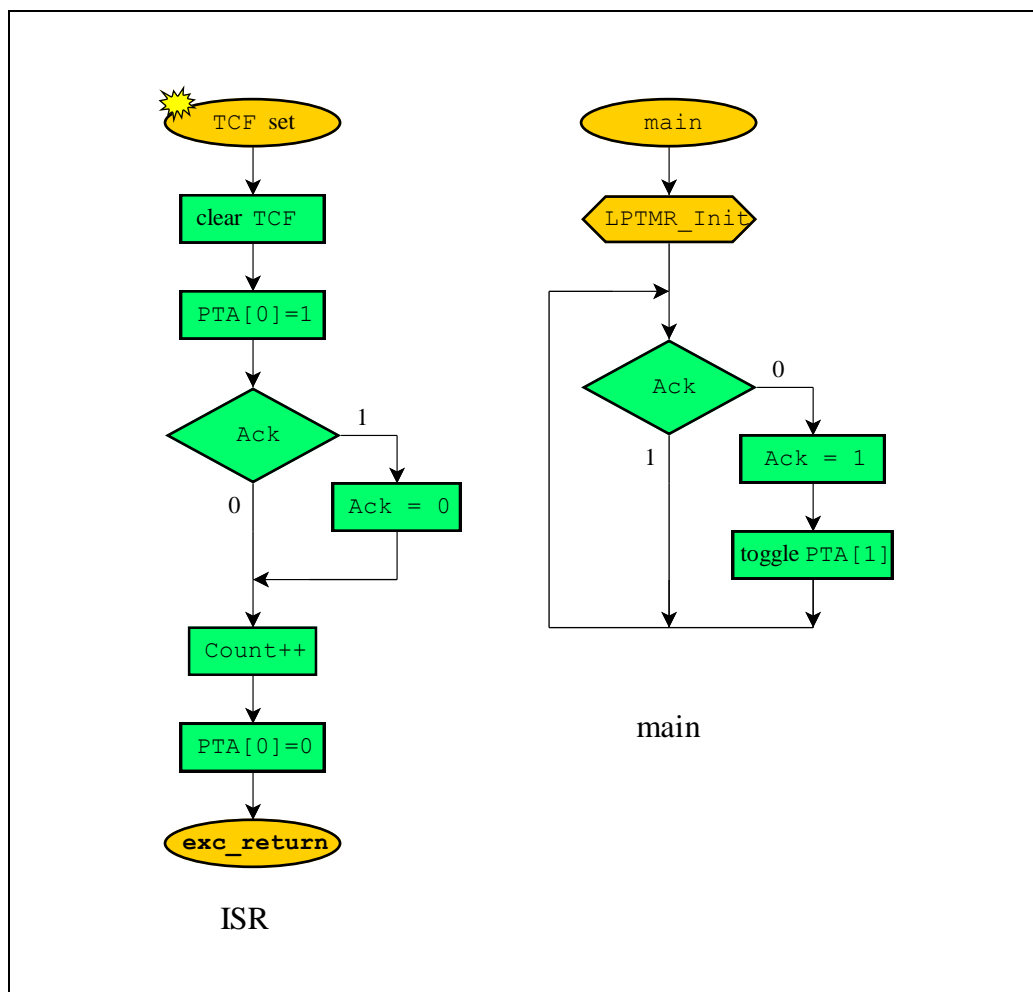 TCF set
clear TCF
PTA[0]=1
Ack
1
0
Ack = 0
Count++
PTA[0]=0
exc_return
ISR
main
LPTMR_Init
Ack
0
1
Ack = 1
toggle PTA[1]
main